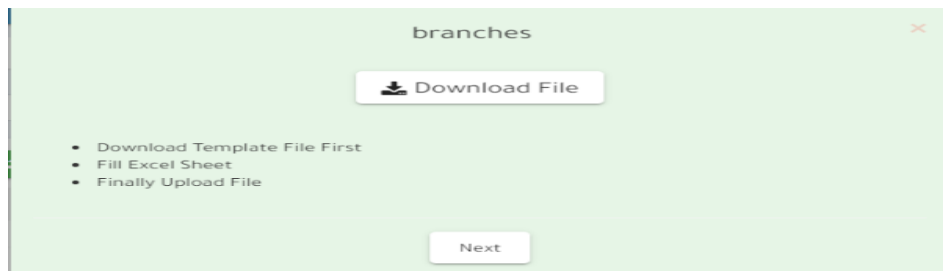 branches
Download File
• Download Template File First
• Fill Excel Sheet
• Finally Upload File
Next